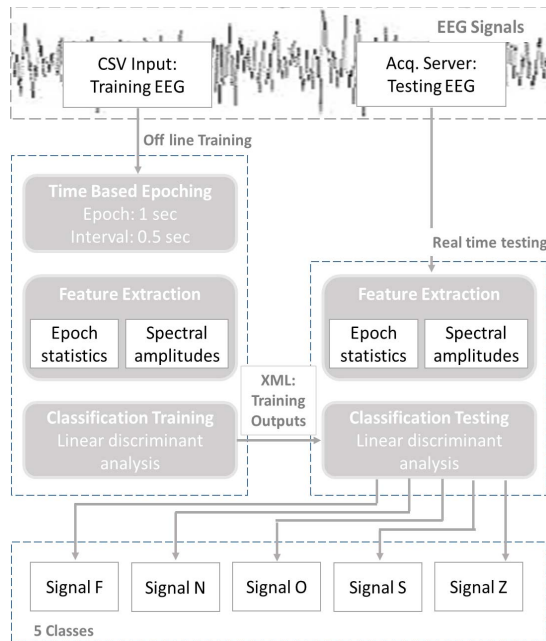 EEG Signals
CSV Input:
Training EEG
Acq. Server:
Testing EEG
Off line Training
Time Based Epoching
Epoch: 1 sec
Interval: 0.5 sec
Real time testing
Feature Extraction
Epoch
statistics
Spectral
amplitudes
Feature Extraction
Epoch
statistics
Spectral
amplitudes
XML:
Training
Outputs
Classification Training
Linear discriminant
analysis
Classification Testing
Linear discriminant
analysis
Signal F
Signal N
Signal O
Signal S
Signal Z
5 Classes